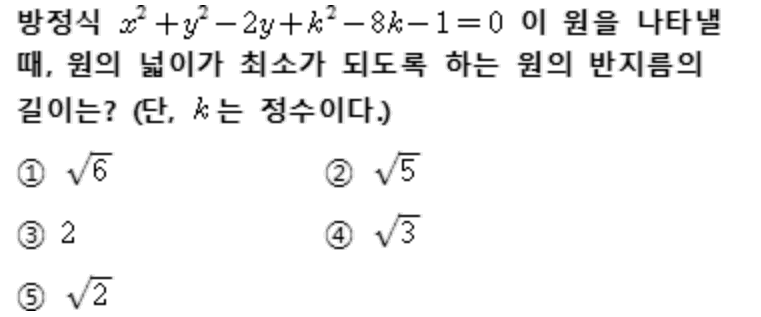 방정식 x² + y² − 2y + k² − 8k − 1 = 0 이 원을 나타낼
때, 원의 넓이가 최소가 되도록 하는 원의 반지름의
길이는? (단, k는 정수이다.)
① √6 ② √5
③ 2 ④ √3
⑤ √2